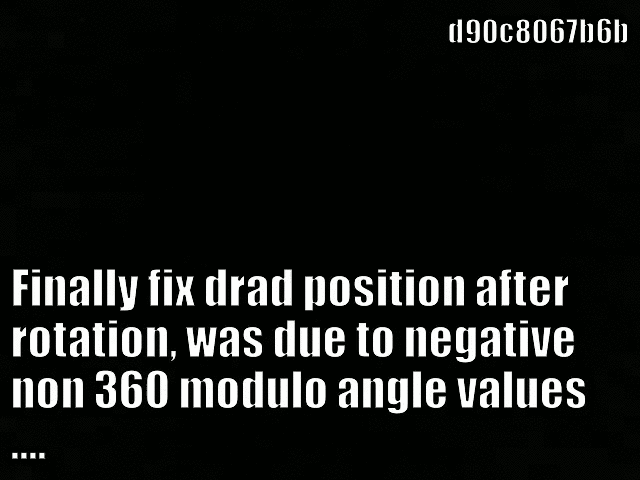 d90c8067b6b
Finally fix drad position after
rotation, was due to negative
non 360 modulo angle values
....